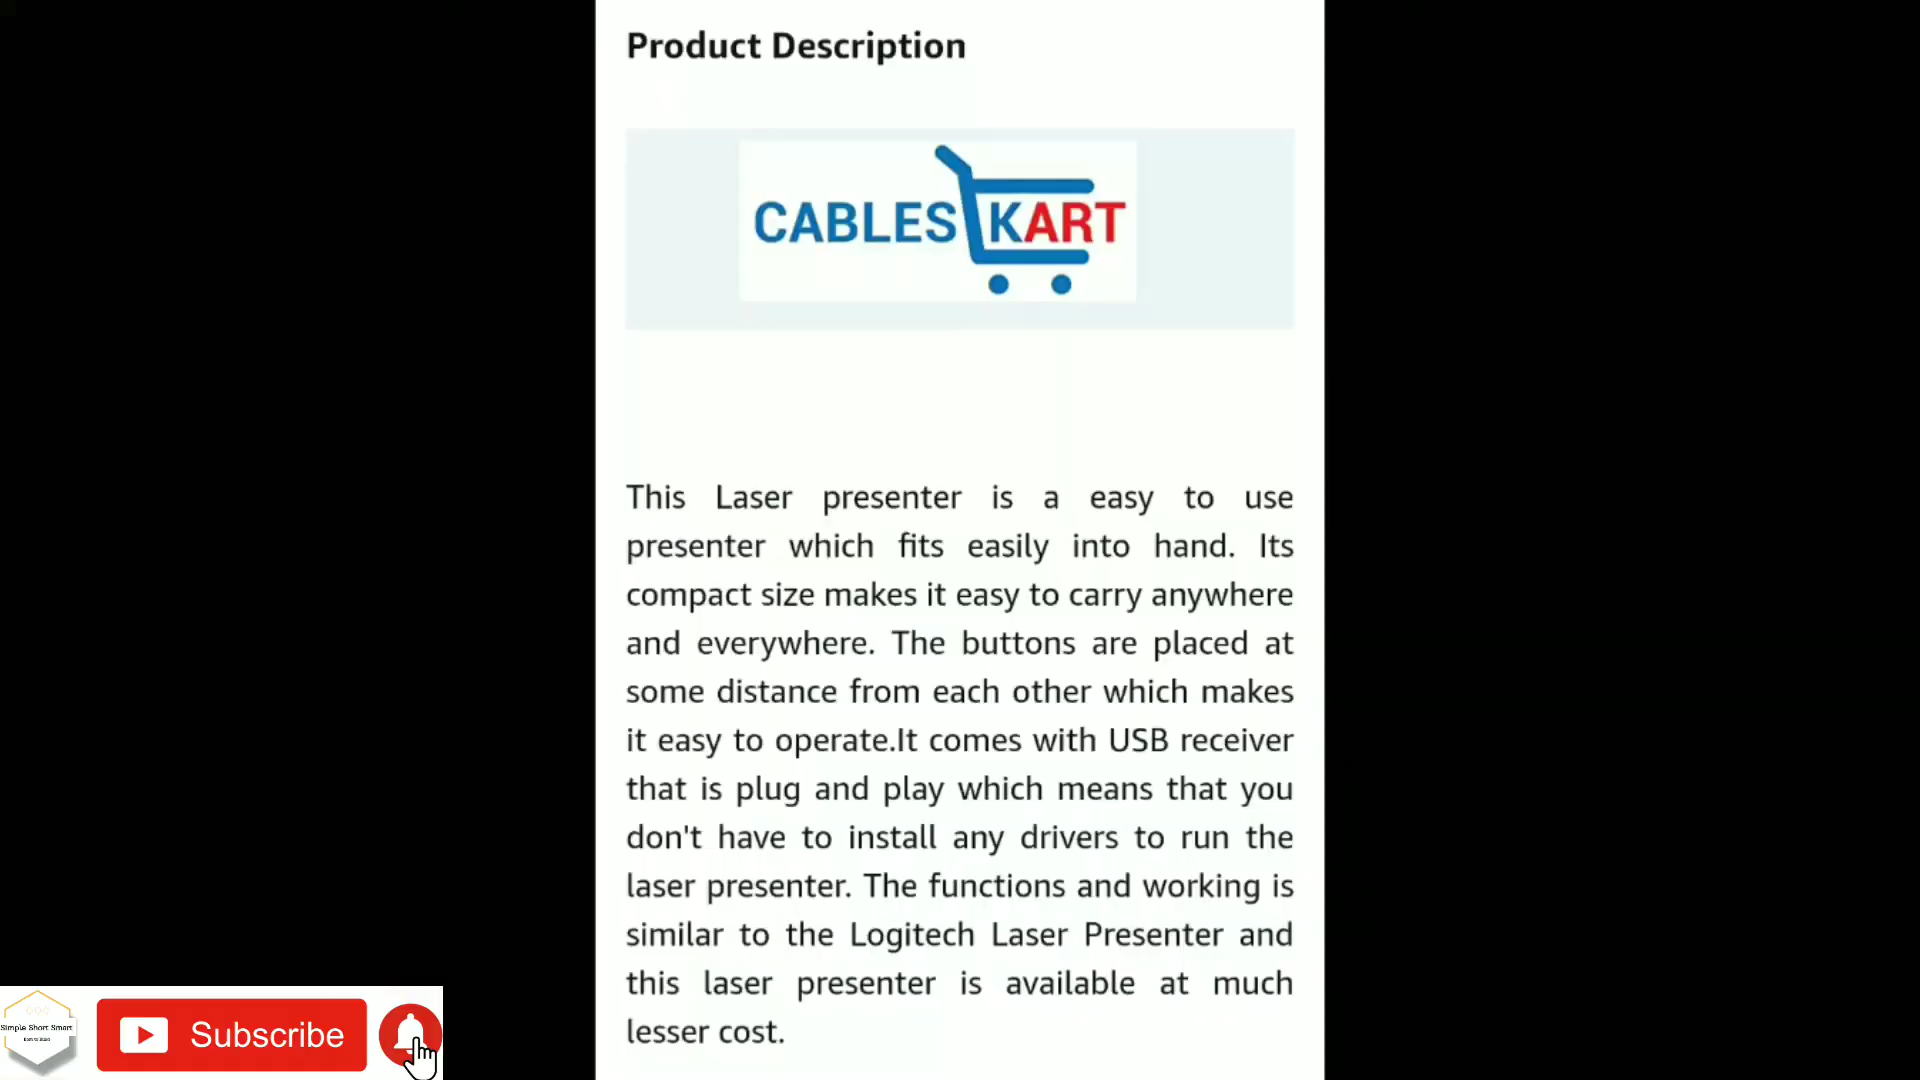 Product Description
CABLES KART
This Laser presenter is a easy to use
presenter which fits easily into hand. Its
compact size makes it easy to carry anywhere
and everywhere. The buttons are placed at
some distance from each other which makes
it easy to operate.It comes with USB receiver
that is plug and play which means that you
don't have to install any drivers to run the
laser presenter. The functions and working is
similar to the Logitech Laser Presenter and
this laser presenter is available at much
lesser cost.
Simple Short Smart
Subscribe